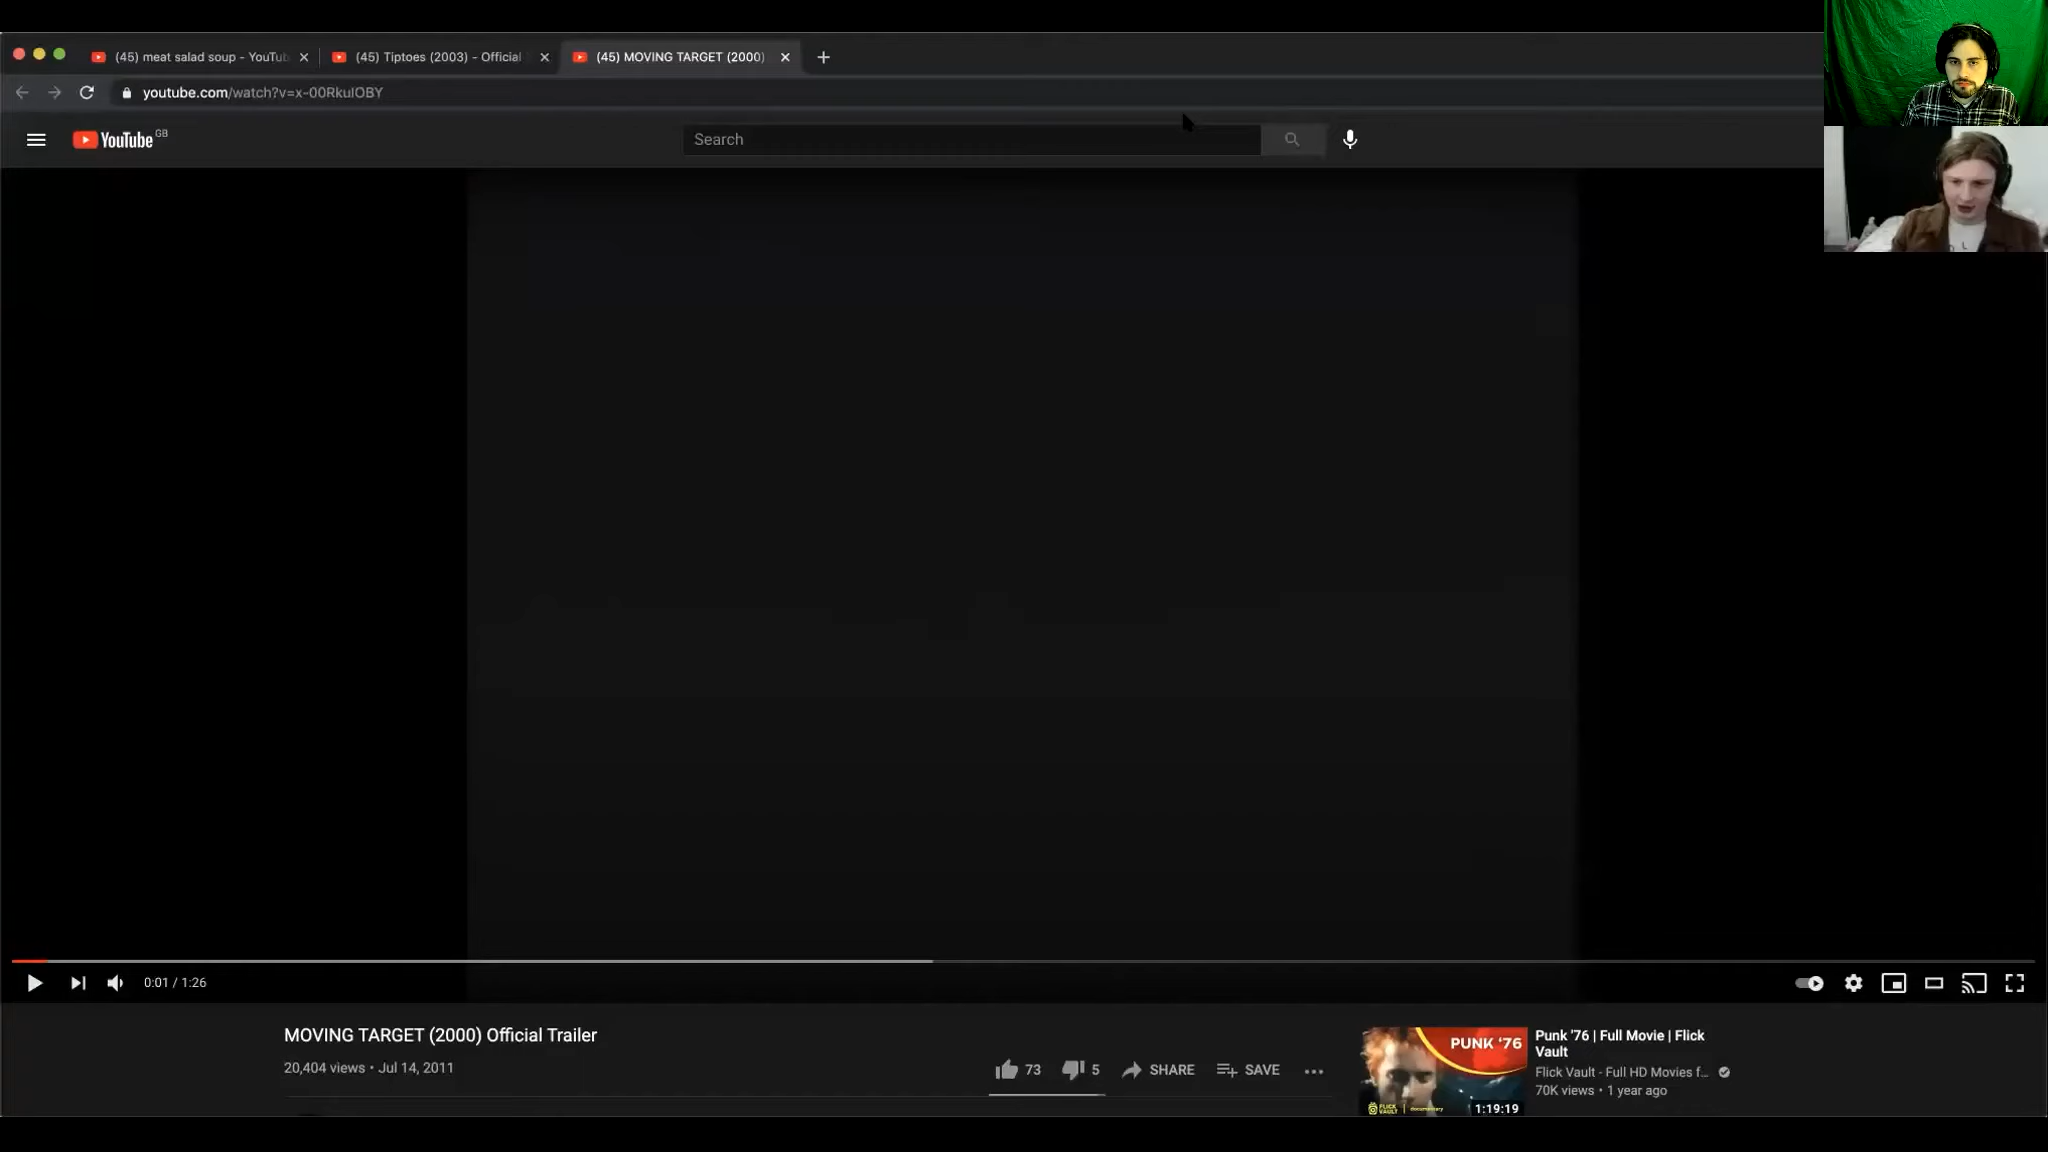 (45) meat salad soup - YouTub
(45) Tiptoes (2003) - Official
(45) MOVING TARGET (2000)
youtube.com/watch?v=x-00RkuIOBY
YouTube GB
Search
0:01 / 1:26
MOVING TARGET (2000) Official Trailer
20,404 views • Jul 14, 2011
73
5
SHARE
SAVE
PUNK '76
FLICK VAULT
documentary
1:19:19
Punk '76 | Full Movie | Flick
Vault
Flick Vault - Full HD Movies f...
70K views • 1 year ago